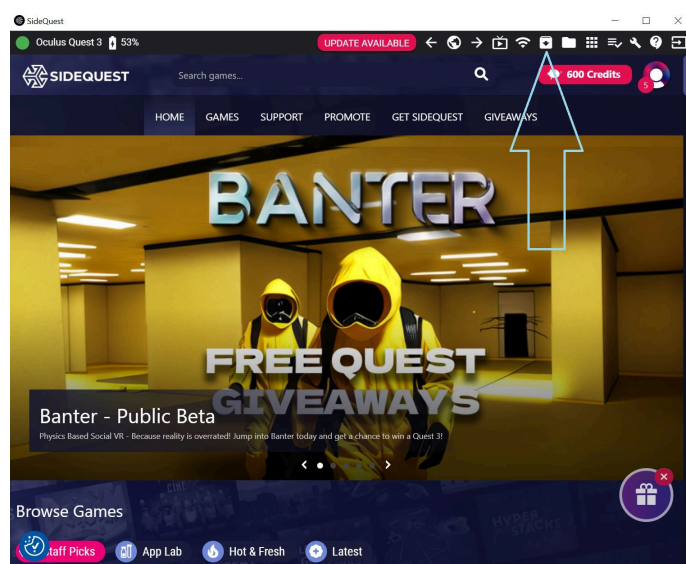 SideQuest
Oculus Quest 3 53%
UPDATE AVAILABLE
SIDEQUEST
Search games...
600 Credits
5
HOME GAMES SUPPORT PROMOTE GET SIDEQUEST GIVEAWAYS
BANTER
FREE QUEST
GIVEAWAYS
Banter - Public Beta
Physics Based Social VR - Because reality is overrated! Jump into Banter today and get a chance to win a Quest 3!
Browse Games
HYPER
Staff Picks App Lab Hot & Fresh Latest